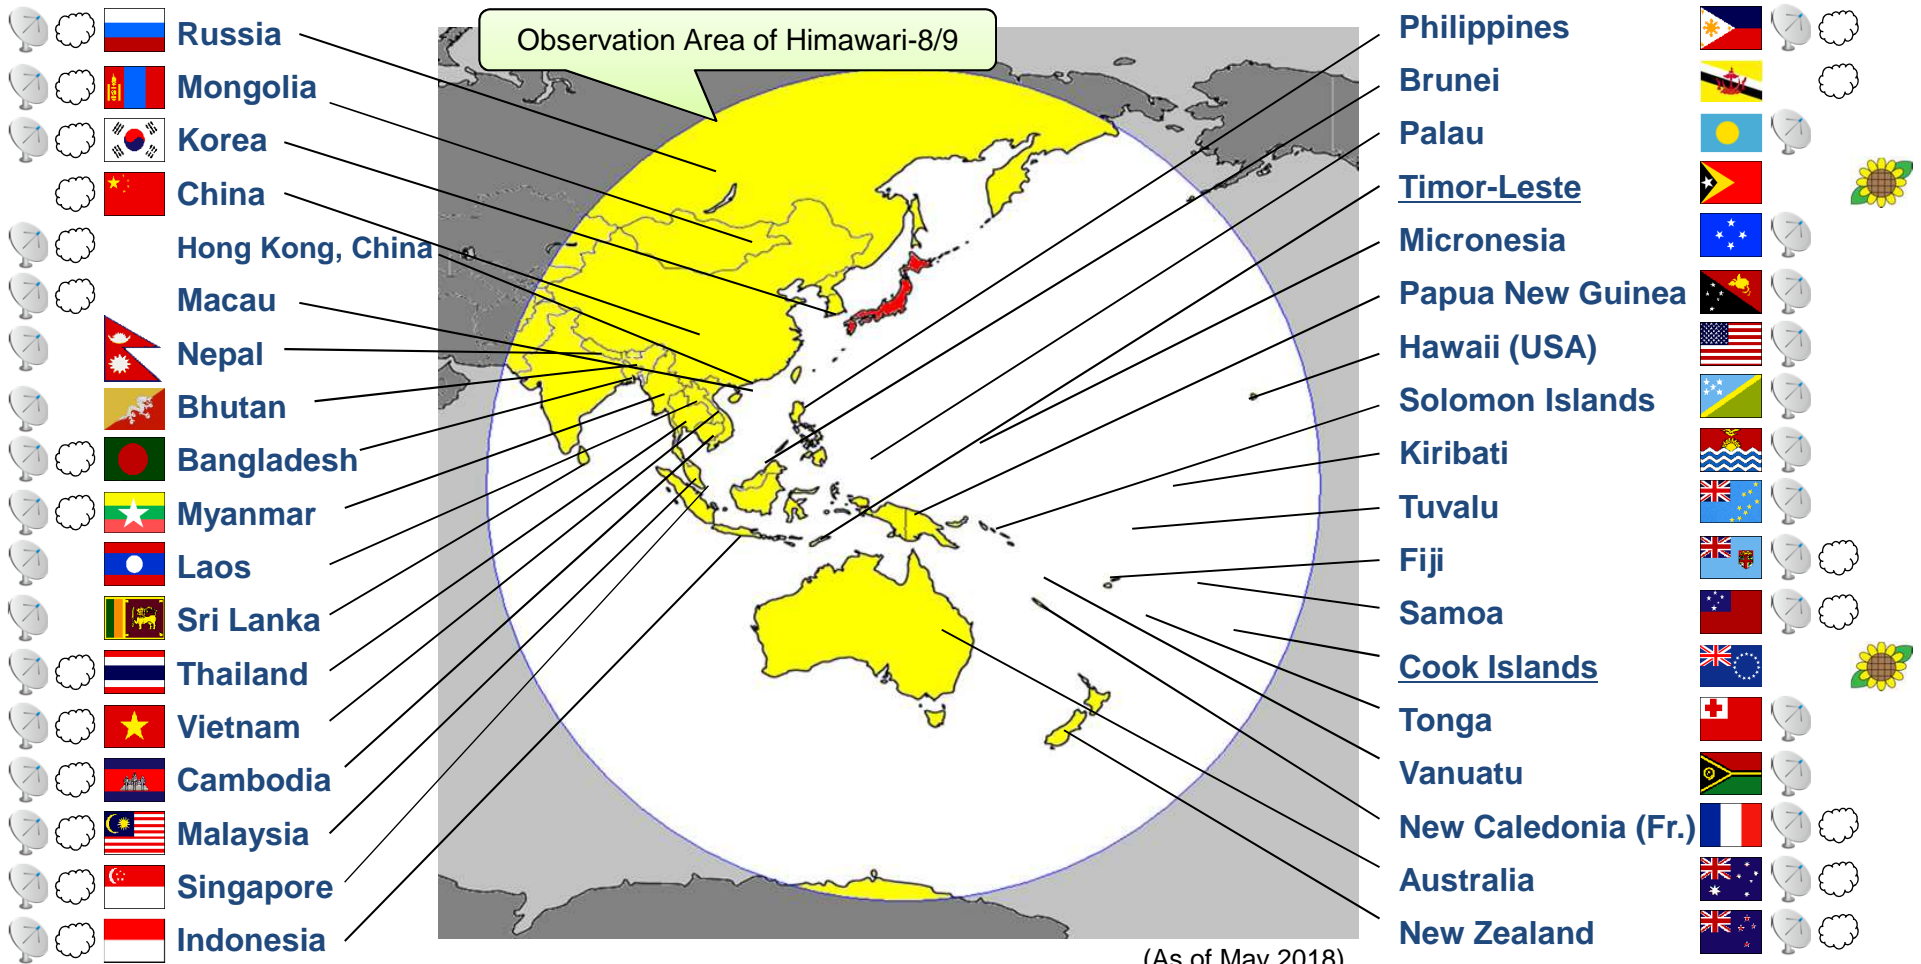 Observation Area of Himawari-8/9
Russia
Mongolia
Korea
China
Hong Kong, China
Macau
Nepal
Bhutan
Bangladesh
Myanmar
Laos
Sri Lanka
Thailand
Vietnam
Cambodia
Malaysia
Singapore
Indonesia
Philippines
Brunei
Palau
Timor-Leste
Micronesia
Papua New Guinea
Hawaii (USA)
Solomon Islands
Kiribati
Tuvalu
Fiji
Samoa
Cook Islands
Tonga
Vanuatu
New Caledonia (Fr.)
Australia
New Zealand
(As of May 2018)